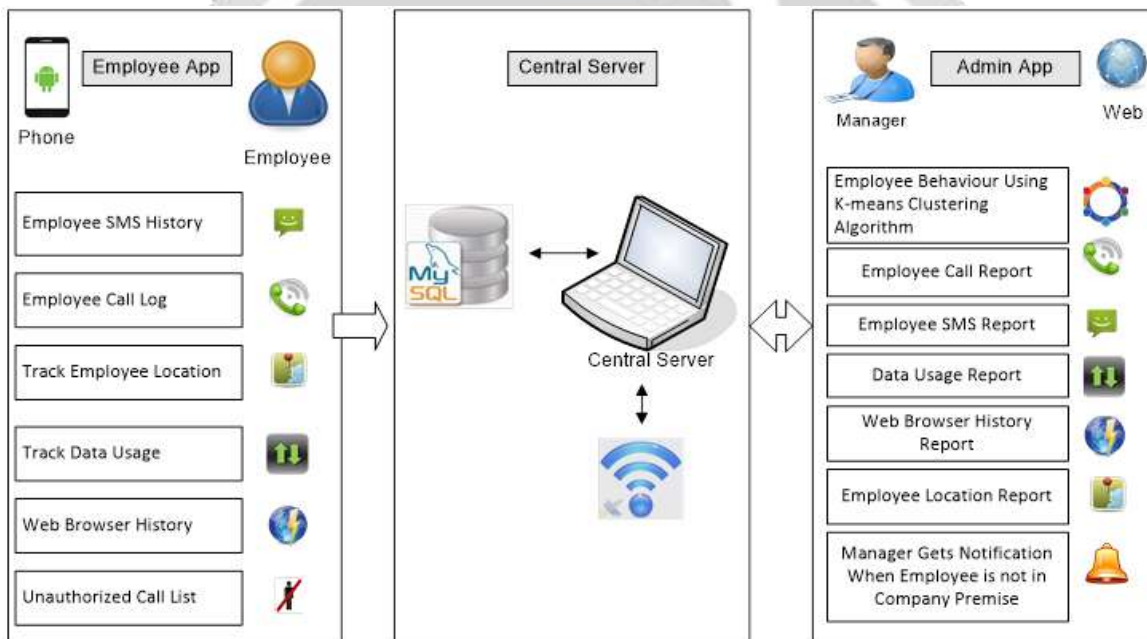 Employee App
Phone
Employee
Employee SMS History
Employee Call Log
Track Employee Location
Track Data Usage
Web Browser History
Unauthorized Call List
Central Server
My
SQL
Central Server
Admin App
Manager
Web
Employee Behaviour Using
K-means Clustering
Algorithm
Employee Call Report
Employee SMS Report
Data Usage Report
Web Browser History
Report
Employee Location Report
Manager Gets Notification
When Employee is not in
Company Premise